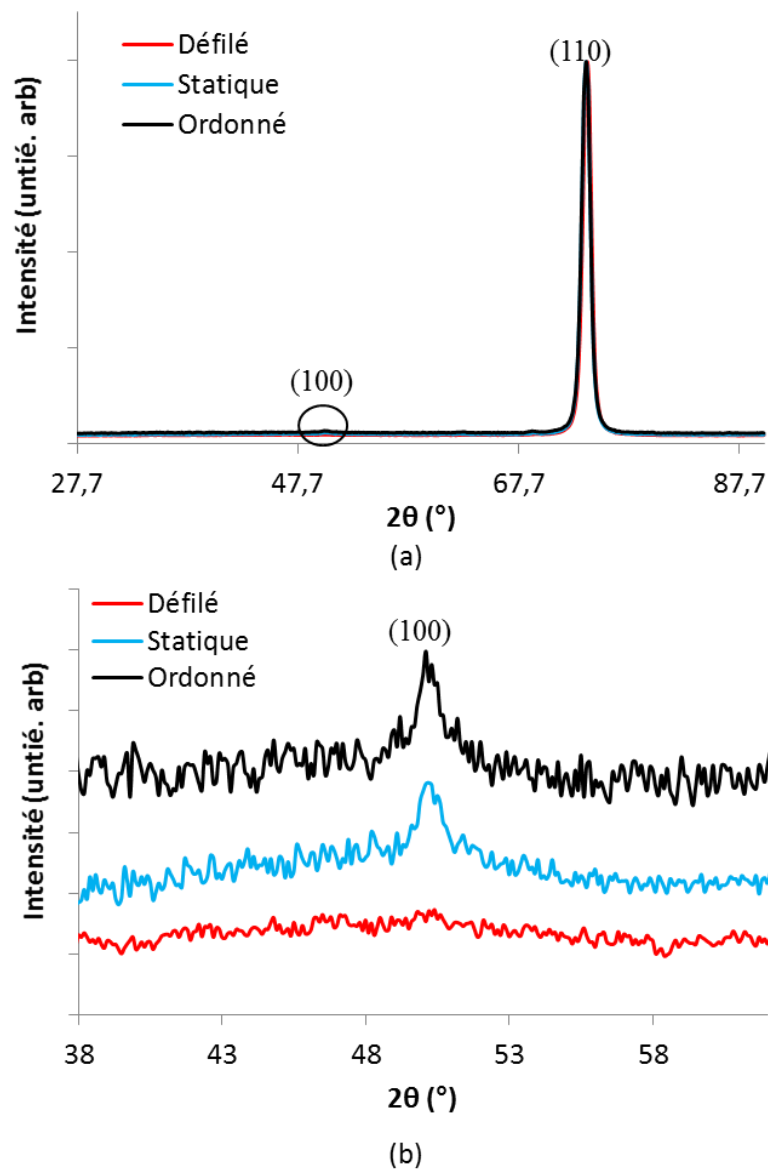 Défilé
Statique
Ordonné
(110)
(100)
Intensité (untié. arb)
27,7 47,7 67,7 87,7
2θ (°)
(a)
Défilé
Statique
Ordonné
(100)
Intensité (untié. arb)
38 43 48 53 58
2θ (°)
(b)